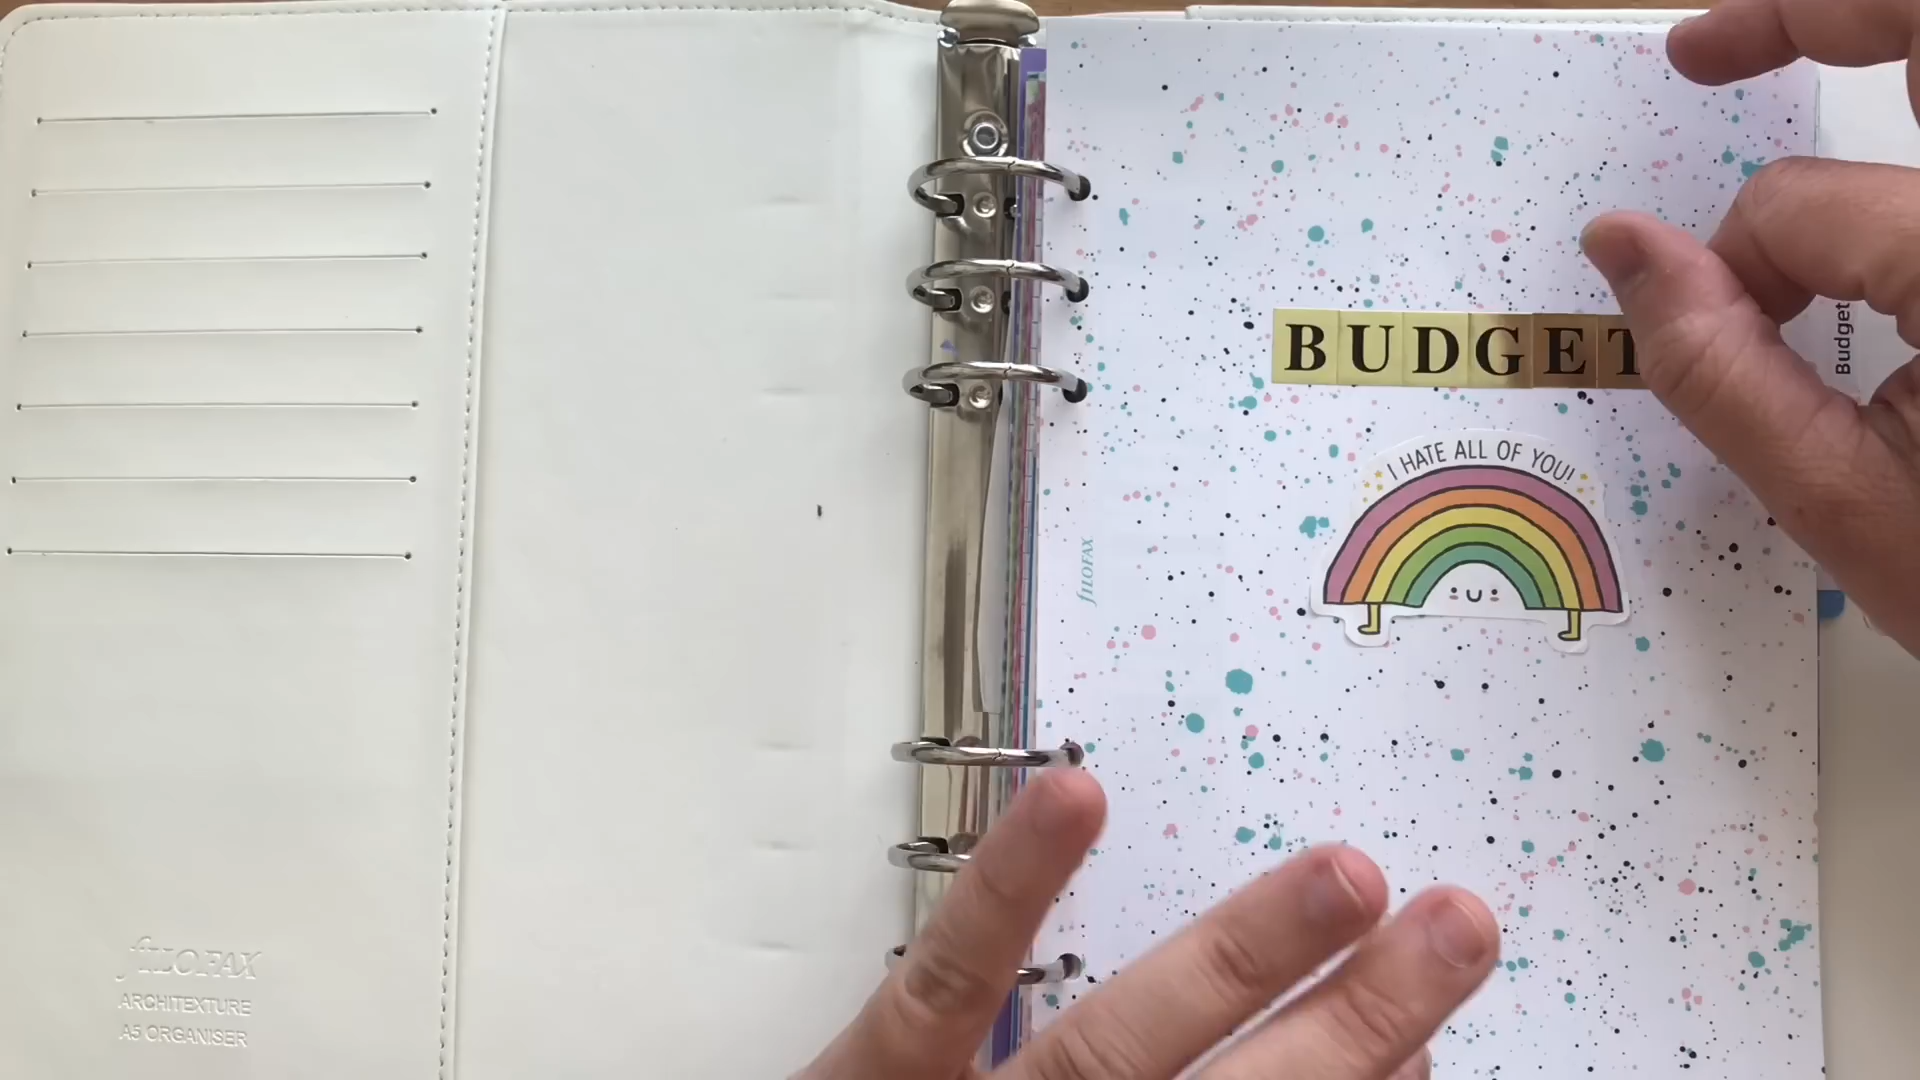 fILOFAX
ARCHITEXTURE
A5 ORGANISER
BUDGET
I HATE ALL OF YOU!
fILOFAX
Budget